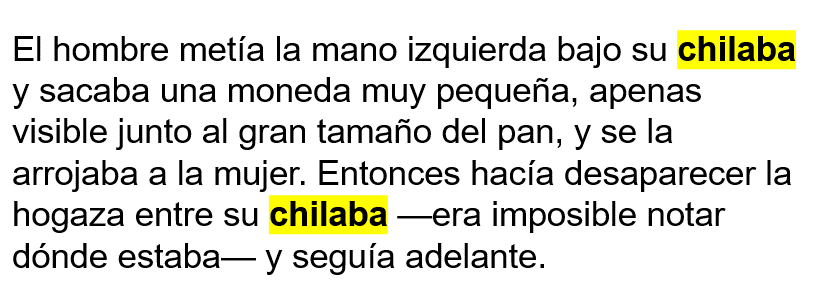 El hombre metía la mano izquierda bajo su chilaba
y sacaba una moneda muy pequeña, apenas
visible junto al gran tamaño del pan, y se la
arrojaba a la mujer. Entonces hacía desaparecer la
hogaza entre su chilaba —era imposible notar
dónde estaba— y seguía adelante.